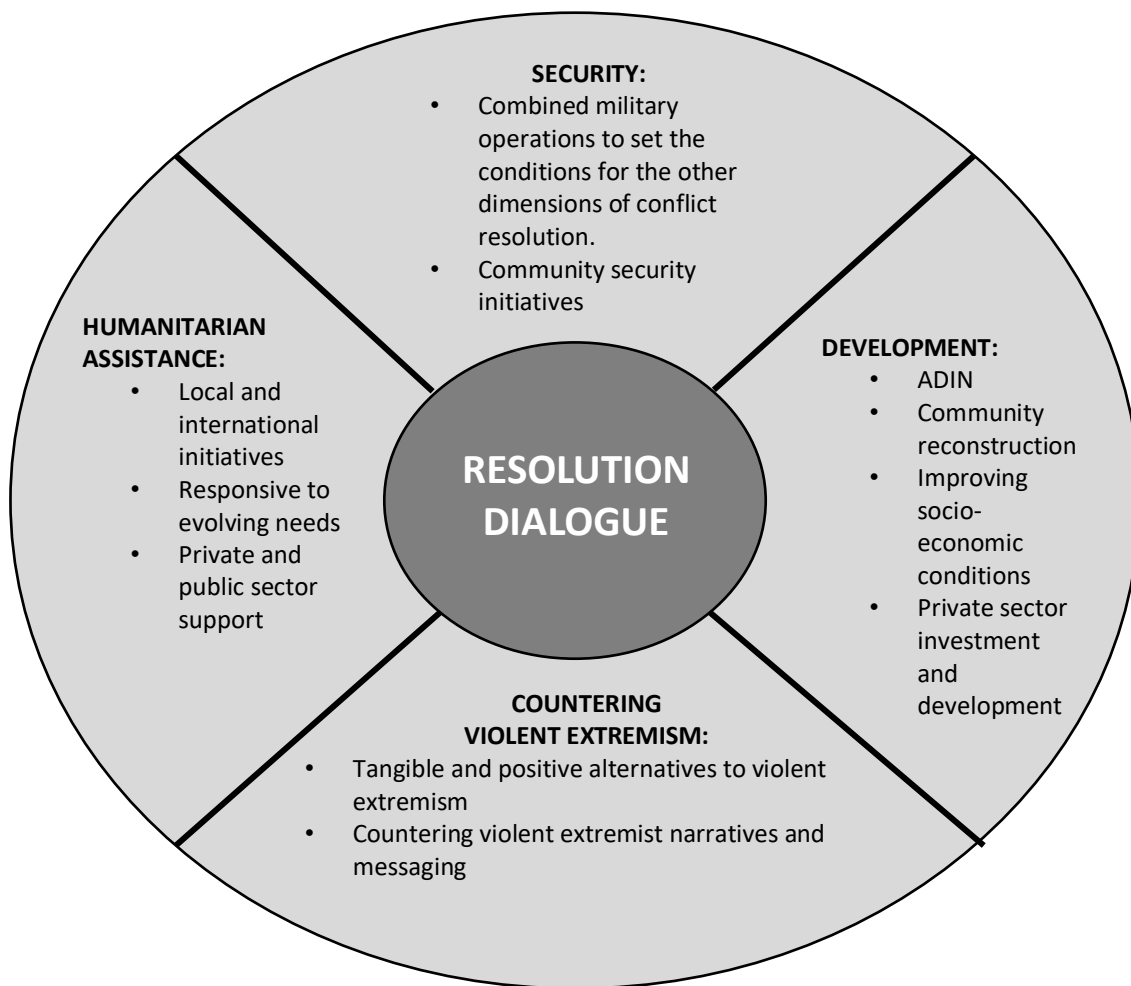 SECURITY:
• Combined military
operations to set the
conditions for the other
dimensions of conflict
resolution.
• Community security
initiatives
HUMANITARIAN
ASSISTANCE:
• Local and
international
initiatives
• Responsive to
evolving needs
• Private and
public sector
support
RESOLUTION
DIALOGUE
DEVELOPMENT:
• ADIN
• Community
reconstruction
• Improving
socio-
economic
conditions
• Private sector
investment
and
development
COUNTERING
VIOLENT EXTREMISM:
• Tangible and positive alternatives to violent
extremism
• Countering violent extremist narratives and
messaging